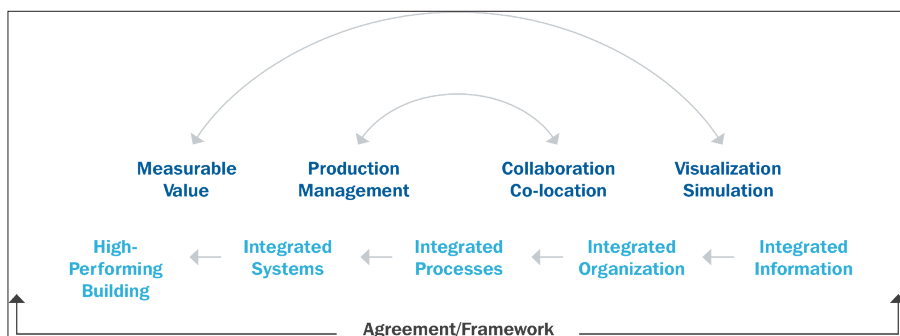 Measurable
Value
Production
Management
Collaboration
Co-location
Visualization
Simulation
High-
Performing
Building
Integrated
Systems
Integrated
Processes
Integrated
Organization
Integrated
Information
Agreement/Framework